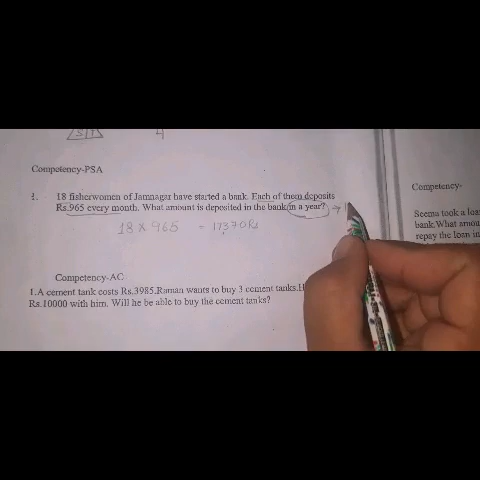 4
Competency-PSA
1. 18 fisherwomen of Jamnagar have started a bank. Each of them deposits
Rs.965 every month. What amount is deposited in the bank in a year?
18 × 965 = 17370Rs
Competency-AC
1.A cement tank costs Rs.3985.Raman wants to buy 3 cement tanks.H
Rs.10000 with him. Will he be able to buy the cement tanks?
Competency-
Seema took a loa
bank.What amou
repay the loan in